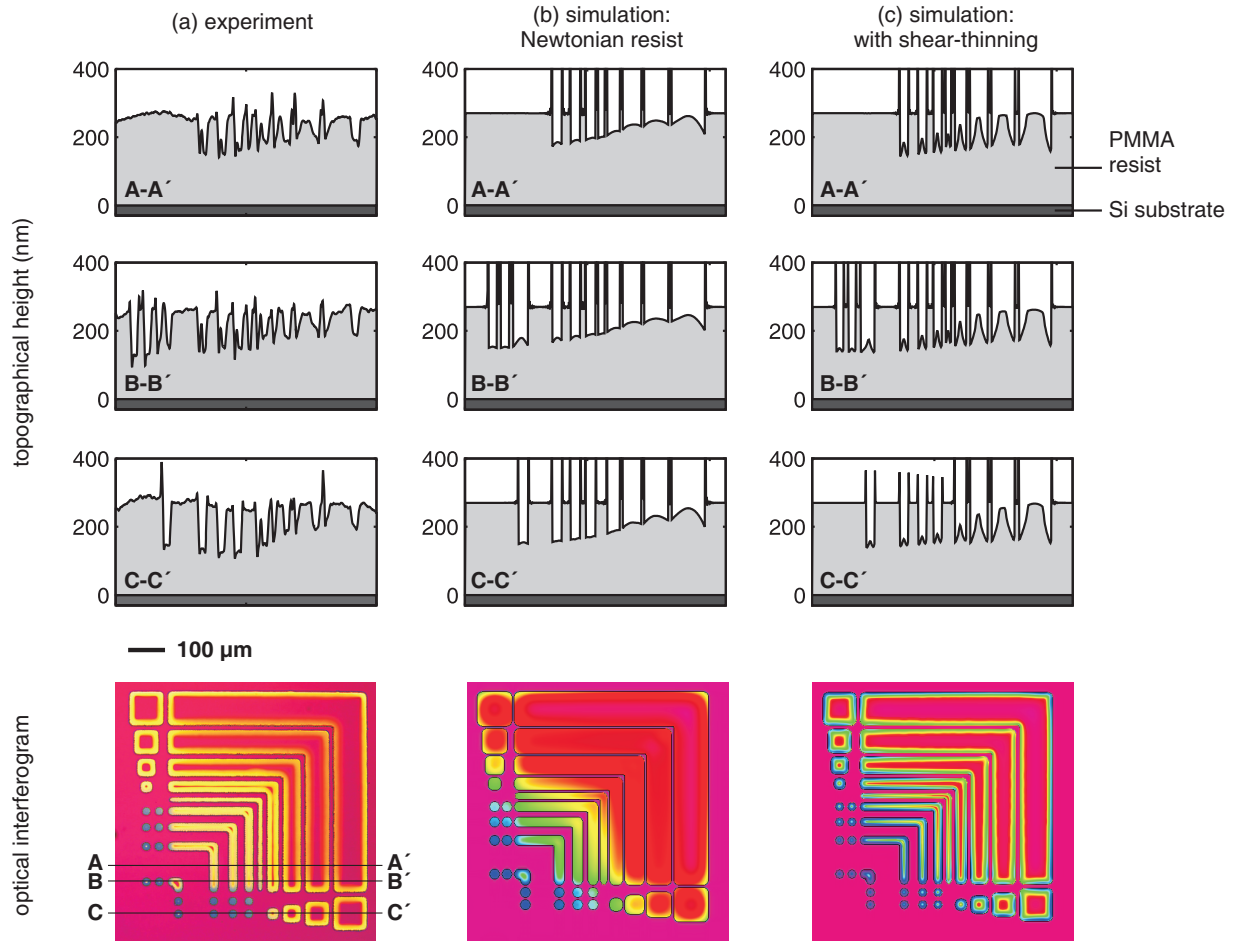 (a) experiment
(b) simulation:
Newtonian resist
(c) simulation:
with shear-thinning
topographical height (nm)
400
200
0
A-A´
400
200
0
A-A´
400
200
0
A-A´
PMMA
resist
Si substrate
400
200
0
B-B´
400
200
0
B-B´
400
200
0
B-B´
400
200
0
C-C´
400
200
0
C-C´
400
200
0
C-C´
100 µm
optical interferogram
A A´
B B´
C C´